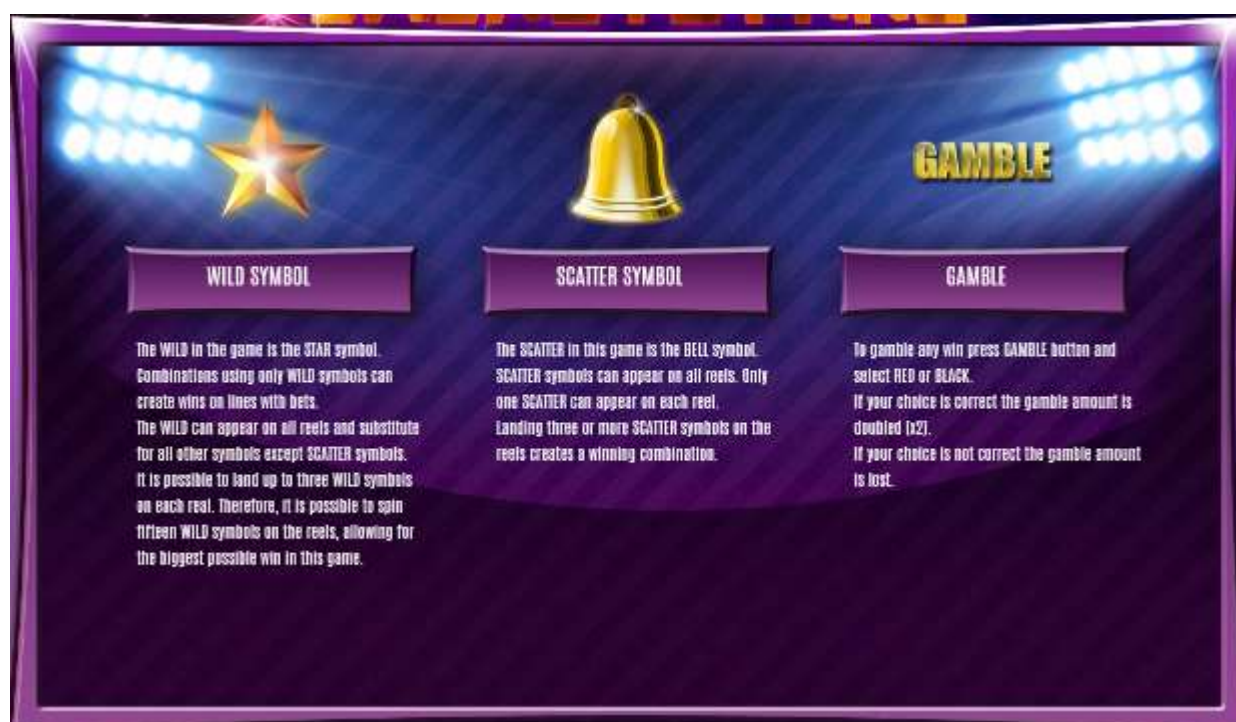 GAMBLE
WILD SYMBOL
The WILD in the game is the STAR symbol.
Combinations using only WILD symbols can
create wins on lines with bets.
The WILD can appear on all reels and substitute
for all other symbols except SCATTER symbols.
It is possible to land up to three WILD symbols
on each real. Therefore, it is possible to spin
fifteen WILD symbols on the reels, allowing for
the biggest possible win in this game.
SCATTER SYMBOL
The SCATTER in this game is the BELL symbol.
SCATTER symbols can appear on all reels. Only
one SCATTER can appear on each reel.
Landing three or more SCATTER symbols on the
reels creates a winning combination.
GAMBLE
To gamble any win press GAMBLE button and
select RED or BLACK.
If your choice is correct the gamble amount is
doubled (x2).
If your choice is not correct the gamble amount
is lost.